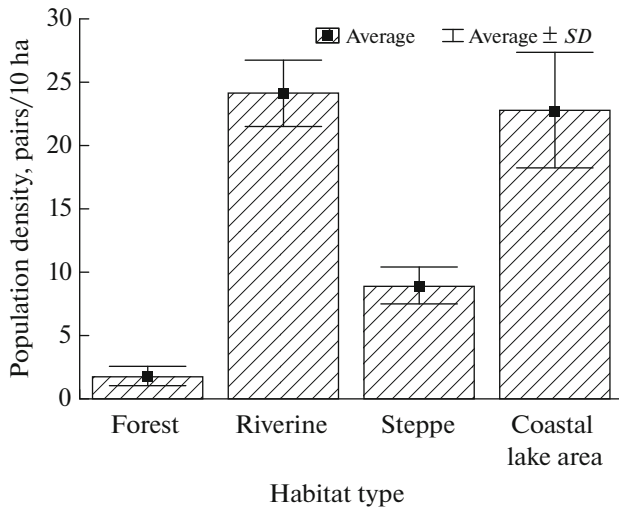 Average Average ± SD
Population density, pairs/10 ha
30
25
20
15
10
5
0
Forest Riverine Steppe Coastal
lake area
Habitat type